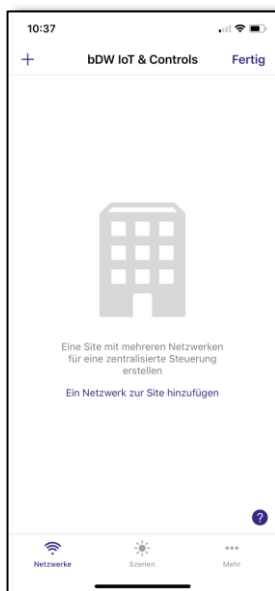 10:37
+ bDW IoT & Controls Fertig
Eine Site mit mehreren Netzwerken
für eine zentralisierte Steuerung
erstellen
Ein Netzwerk zur Site hinzufügen
?
Netzwerke Szenen Mehr